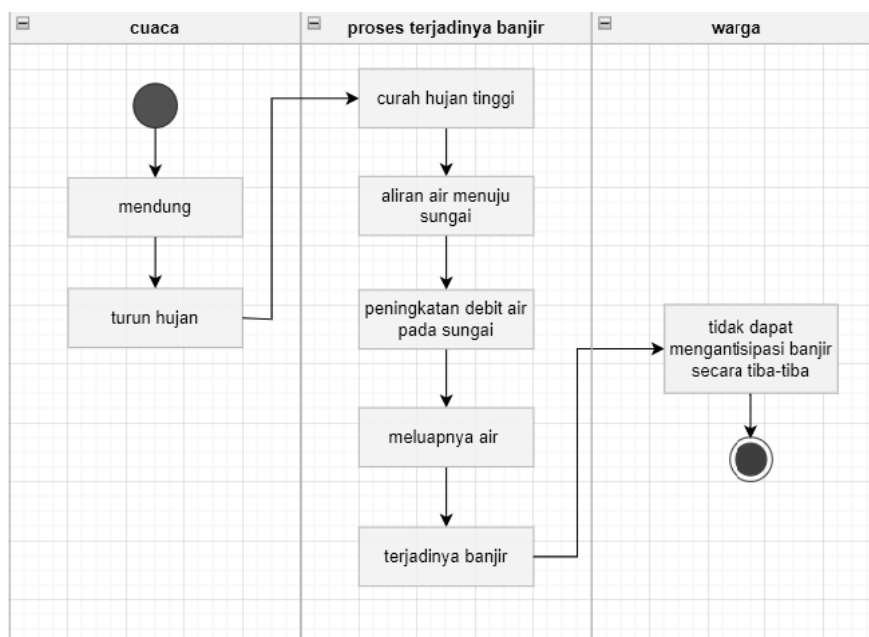 cuaca
proses terjadinya banjir
warga
mendung
turun hujan
curah hujan tinggi
aliran air menuju
sungai
peningkatan debit air
pada sungai
meluapnya air
terjadinya banjir
tidak dapat
mengantisipasi banjir
secara tiba-tiba